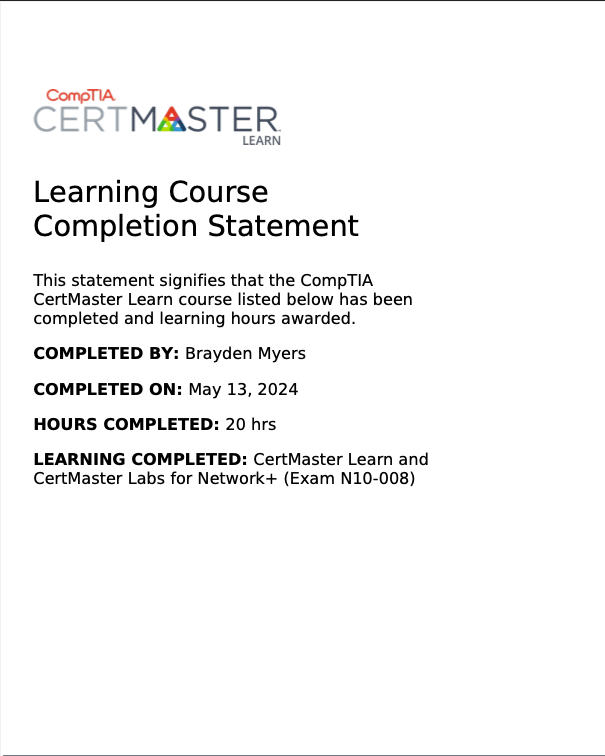 CompTIA.
CERTMASTER.
LEARN
Learning Course
Completion Statement
This statement signifies that the CompTIA
CertMaster Learn course listed below has been
completed and learning hours awarded.
COMPLETED BY: Brayden Myers
COMPLETED ON: May 13, 2024
HOURS COMPLETED: 20 hrs
LEARNING COMPLETED: CertMaster Learn and
CertMaster Labs for Network+ (Exam N10-008)